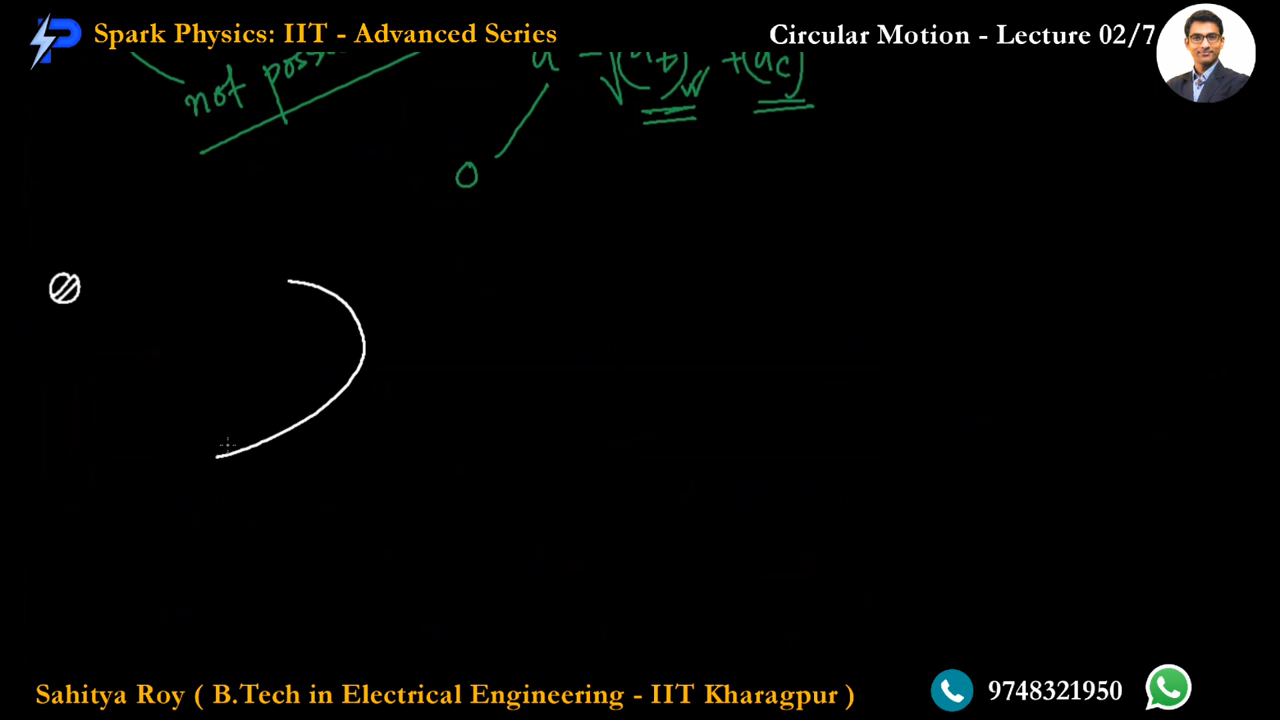 Spark Physics: IIT - Advanced Series
Circular Motion - Lecture 02/7
not
0
Sahitya Roy ( B.Tech in Electrical Engineering - IIT Kharagpur )
9748321950